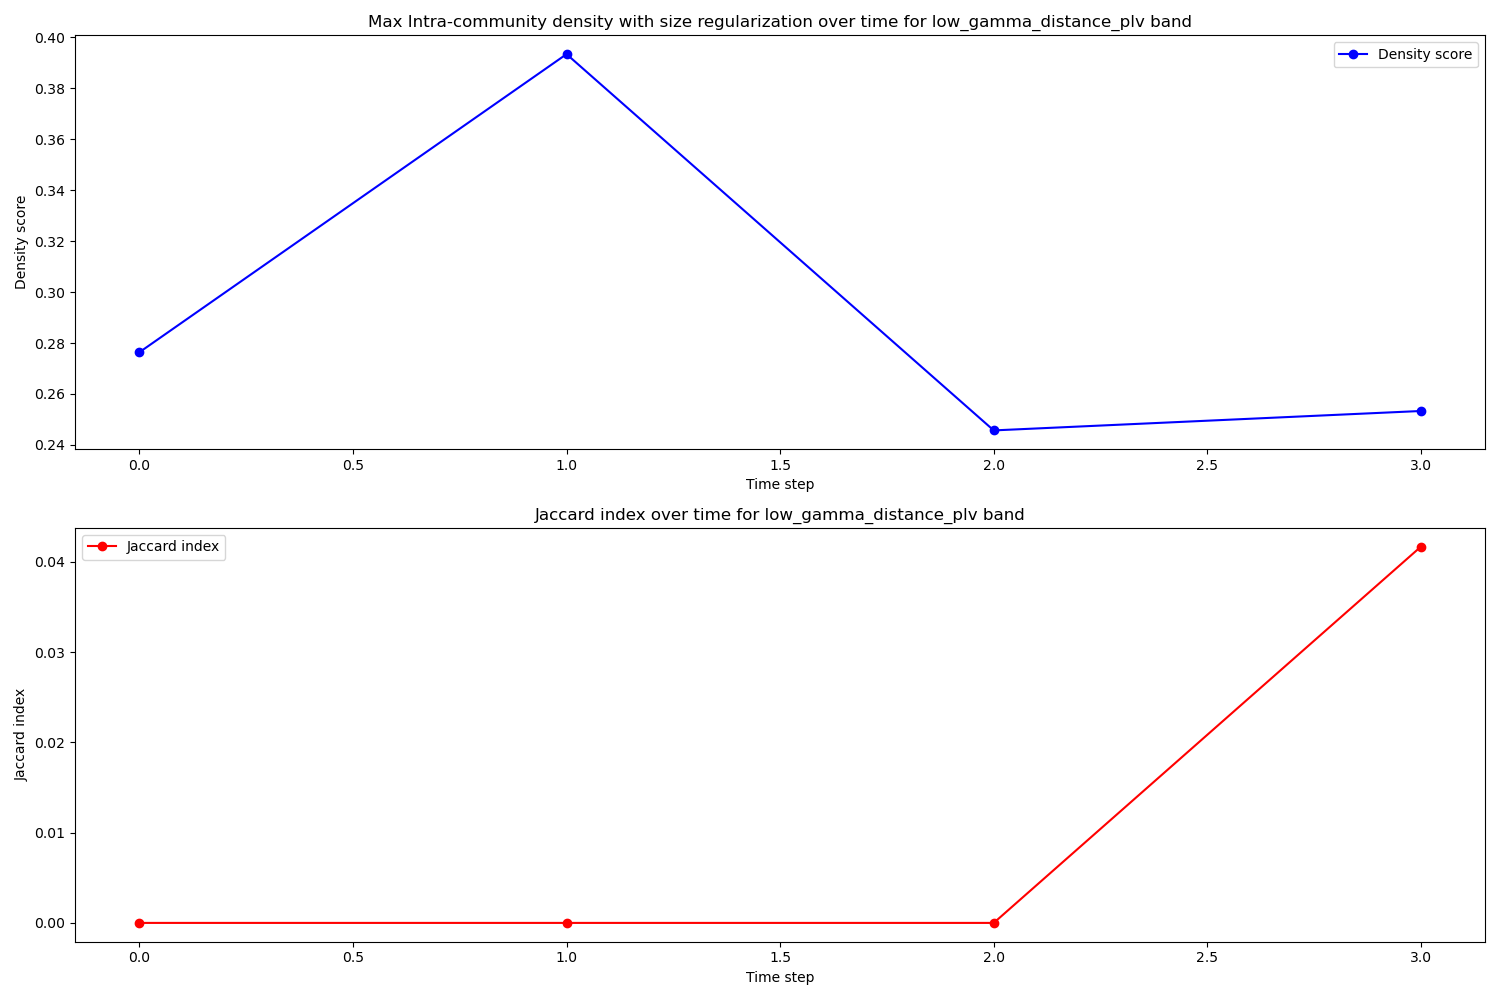 Max Intra-community density with size regularization over time for low_gamma_distance_plv band
Density score
Density score
0.40
0.38
0.36
0.34
0.32
0.30
0.28
0.26
0.24
0.0 0.5 1.0 1.5 2.0 2.5 3.0
Time step
Jaccard index over time for low_gamma_distance_plv band
Jaccard index
Jaccard index
0.04
0.03
0.02
0.01
0.00
0.0 0.5 1.0 1.5 2.0 2.5 3.0
Time step